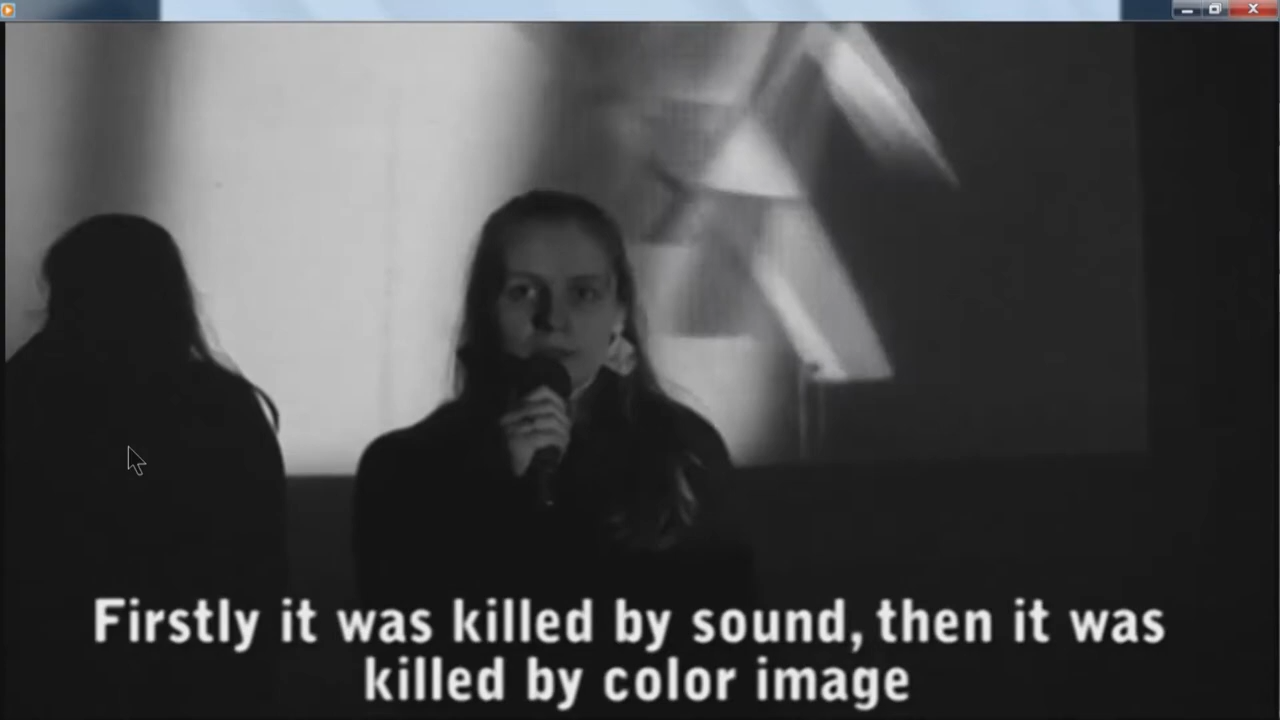 Firstly it was killed by sound, then it was
killed by color image